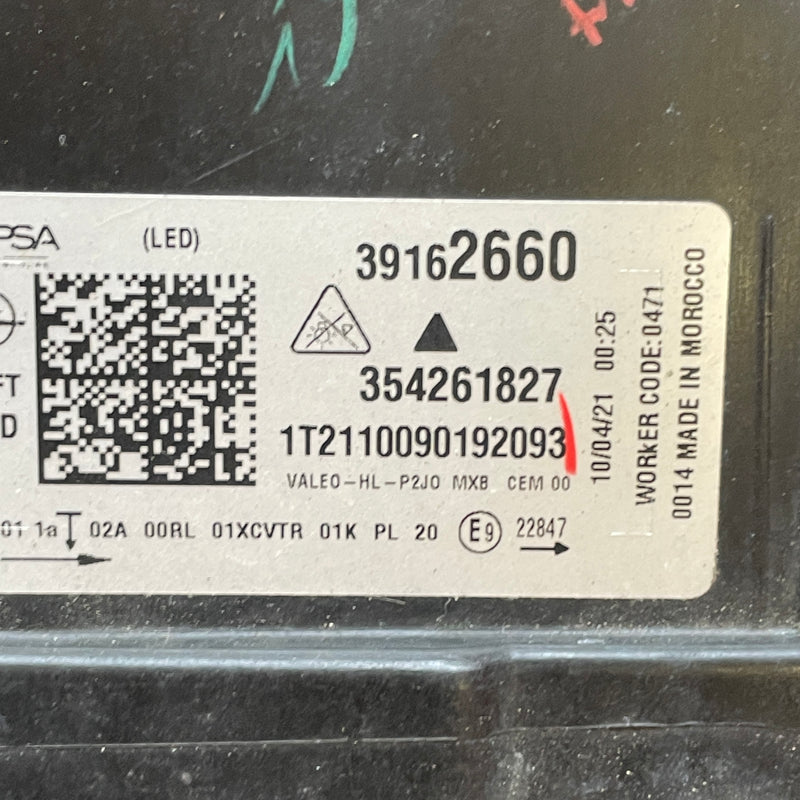 PSA
(LED)
39162660
354261827
FT
D
1T2110090192093
VALEO-HL-P2JO MXB CEM 00
01 1a 02A 00RL 01XCVTR 01K PL 20 E9 22847
10/04/21 00:25
WORKER CODE:0471
0014 MADE IN MOROCCO